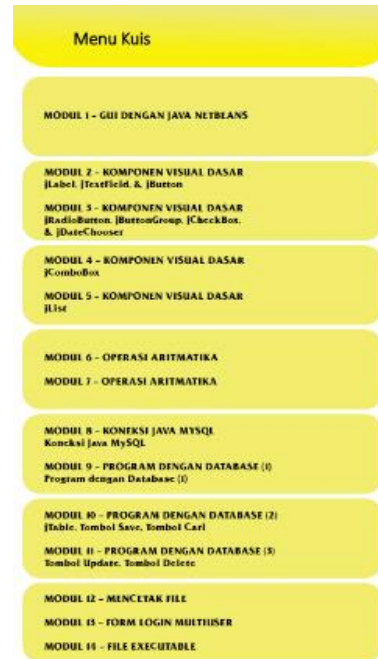 Menu Kuis
MODUL 1 - GUI DENGAN JAVA NETBEANS
MODUL 2 - KOMPONEN VISUAL DASAR
jLabel, jTextField, & jButton
MODUL 3 - KOMPONEN VISUAL DASAR
jRadioButton, jButtonGroup, jCheckBox,
& jDateChooser
MODUL 4 - KOMPONEN VISUAL DASAR
jComboBox
MODUL 5 - KOMPONEN VISUAL DASAR
jList
MODUL 6 - OPERASI ARITMATIKA
MODUL 7 - OPERASI ARITMATIKA
MODUL 8 - KONEKSI JAVA MYSQL
Koneksi Java MySQL
MODUL 9 - PROGRAM DENGAN DATABASE (1)
Program dengan Database (1)
MODUL 10 - PROGRAM DENGAN DATABASE (2)
jTable, Tombol Save, Tombol Cari
MODUL 11 - PROGRAM DENGAN DATABASE (3)
Tombol Update, Tombol Delete
MODUL 12 - MENCETAK FILE
MODUL 13 - FORM LOGIN MULTIUSER
MODUL 14 - FILE EXECUTABLE